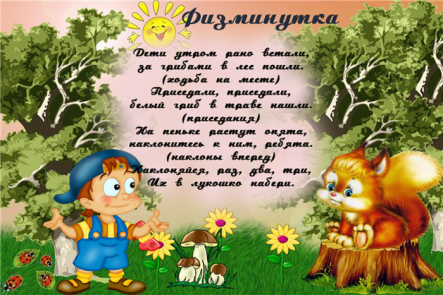 Физминутка
Дети утром рано встали,
за грибами в лес пошли.
(ходьба на месте)
Приседали, приседали,
белый гриб в траве нашли.
(приседания)
На пеньке растут опята,
наклонитесь к ним, ребята.
(наклоны вперед)
Наклоняйся, раз, два, три,
Их в лукошко набери.